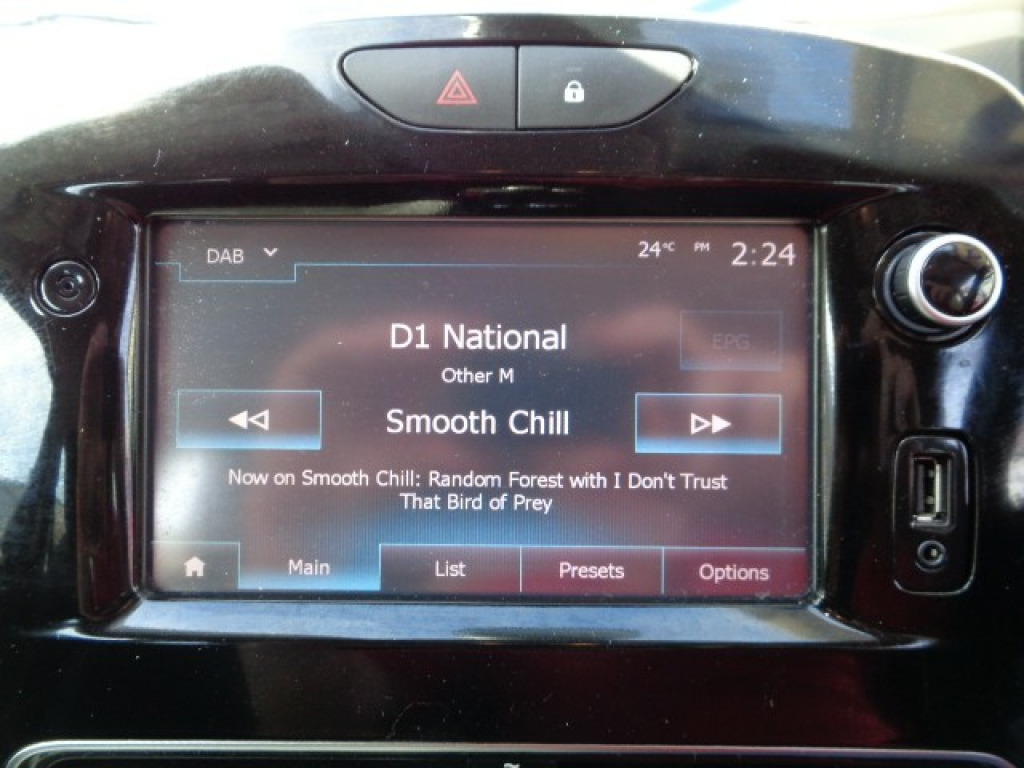 DAB 24°C PM 2:24
D1 National
EPG
Other M
Smooth Chill
Now on Smooth Chill: Random Forest with I Don't Trust
That Bird of Prey
Main List Presets Options